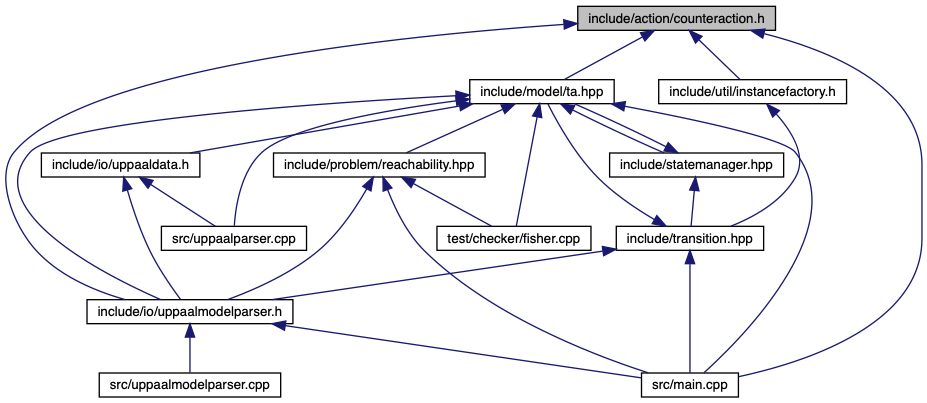 include/action/counteraction.h
include/model/ta.hpp
include/util/instancefactory.h
include/io/uppaaldata.h
include/problem/reachability.hpp
include/statemanager.hpp
src/uppaalparser.cpp
test/checker/fisher.cpp
include/transition.hpp
include/io/uppaalmodelparser.h
src/uppaalmodelparser.cpp
src/main.cpp